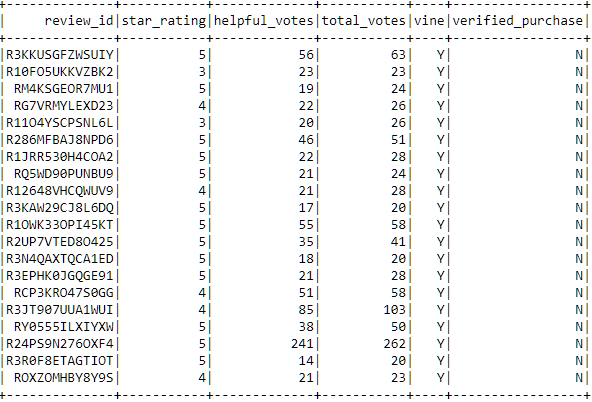 +--------------+-----------+-------------+-----------+----+-----------------+
|     review_id|star_rating|helpful_votes|total_votes|vine|verified_purchase|
+--------------+-----------+-------------+-----------+----+-----------------+
|R3KKUSGFZWSUIY|          5|           56|         63|   Y|                N|
|R10FO5UKKVZBK2|          3|           23|         23|   Y|                N|
| RM4KSGEOR7MU1|          5|           19|         24|   Y|                N|
| RG7VRMYLEXD23|          4|           22|         26|   Y|                N|
|R11O4YSCPSNL6L|          3|           20|         26|   Y|                N|
|R286MFBAJ8NPD6|          5|           46|         51|   Y|                N|
|R1JRR530H4COA2|          5|           22|         28|   Y|                N|
| RQ5WD90PUNBU9|          5|           21|         24|   Y|                N|
|R12648VHCQWUV9|          4|           21|         28|   Y|                N|
|R3KAW29CJ8L6DQ|          5|           17|         20|   Y|                N|
|R1OWK33OPI45KT|          5|           55|         58|   Y|                N|
|R2UP7VTED8O425|          5|           35|         41|   Y|                N|
|R3N4QAXTQCA1ED|          5|           18|         20|   Y|                N|
|R3EPHK0JGQGE91|          5|           21|         28|   Y|                N|
| RCP3KRO47S0GG|          4|           51|         58|   Y|                N|
|R3JT907UUA1WUI|          4|           85|        103|   Y|                N|
| RY0555ILXIYXW|          5|           38|         50|   Y|                N|
|R24PS9N276OXF4|          5|          241|        262|   Y|                N|
|R3R0F8ETAGTIOT|          5|           14|         20|   Y|                N|
| ROXZOMHBY8Y9S|          4|           21|         23|   Y|                N|
+--------------+-----------+-------------+-----------+----+-----------------+